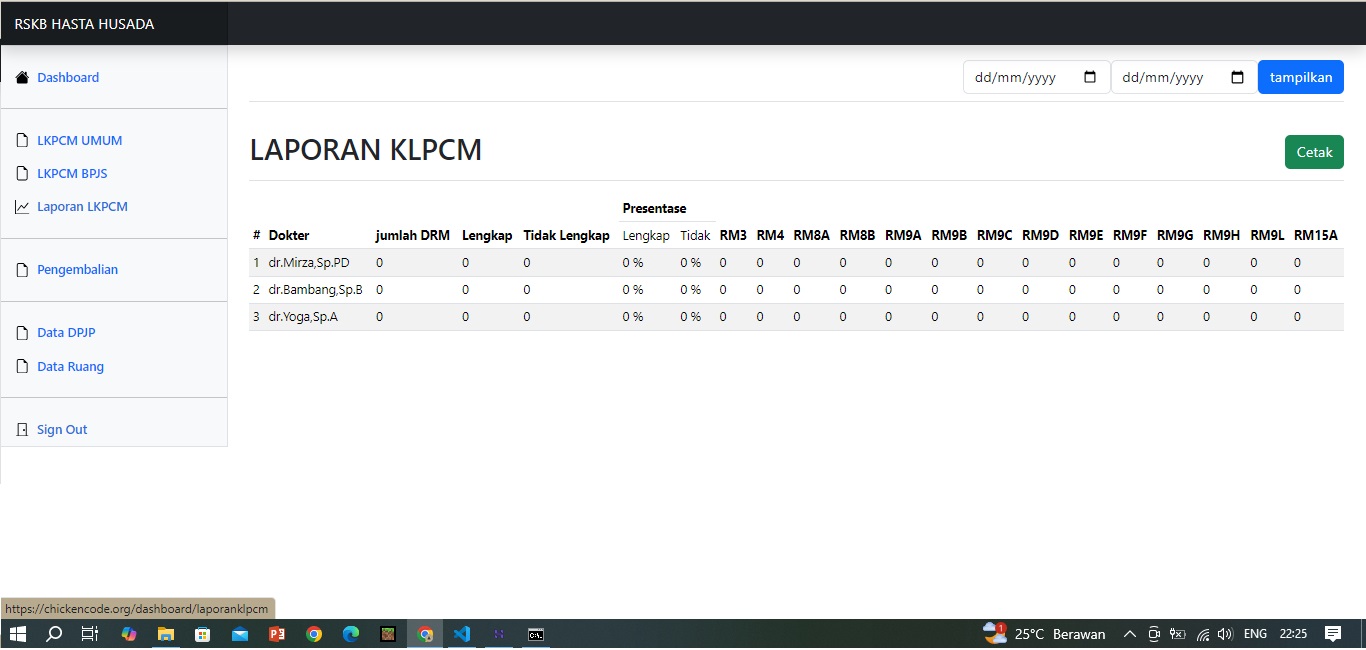 RSKB HASTA HUSADA
Dashboard
LKPCM UMUM
LKPCM BPJS
Laporan LKPCM
Pengembalian
Data DPJP
Data Ruang
Sign Out
dd/mm/yyyy dd/mm/yyyy tampilkan
LAPORAN KLPCM
Cetak
Presentase
# Dokter jumlah DRM Lengkap Tidak Lengkap Lengkap Tidak RM3 RM4 RM8A RM8B RM9A RM9B RM9C RM9D RM9E RM9F RM9G RM9H RM9L RM15A
1 dr.Mirza,Sp.PD 0 0 0 0 % 0 % 0 0 0 0 0 0 0 0 0 0 0 0 0 0
2 dr.Bambang,Sp.B 0 0 0 0 % 0 % 0 0 0 0 0 0 0 0 0 0 0 0 0 0
3 dr.Yoga,Sp.A 0 0 0 0 % 0 % 0 0 0 0 0 0 0 0 0 0 0 0 0 0
https://chickencode.org/dashboard/laporanklpcm
1 25°C Berawan ENG 22:25